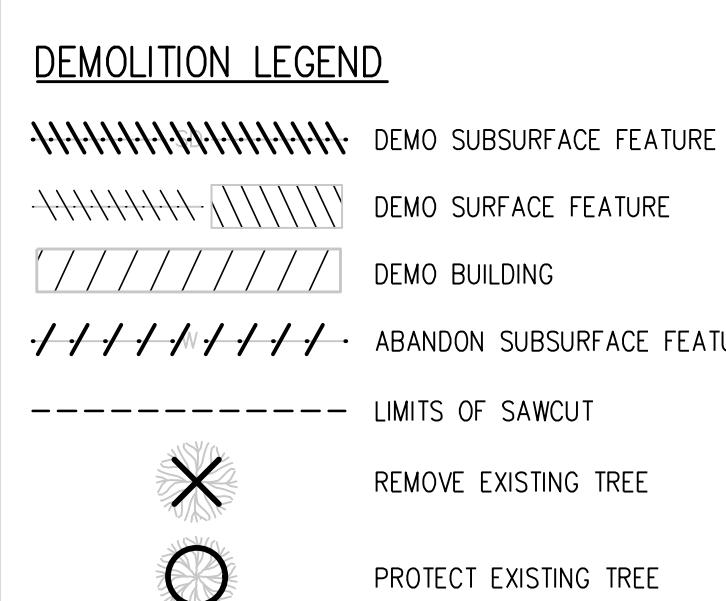 DEMOLITION LEGEND
SD DEMO SUBSURFACE FEATURE
DEMO SURFACE FEATURE
DEMO BUILDING
W ABANDON SUBSURFACE
LIMITS OF SAWCUT
REMOVE EXISTING TREE
PROTECT EXISTING TREE